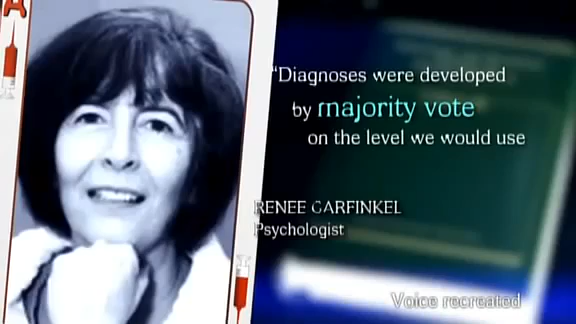 A
"Diagnoses were developed
by majority vote
on the level we would use
RENEE GARFINKEL
Psychologist
Voice recreated